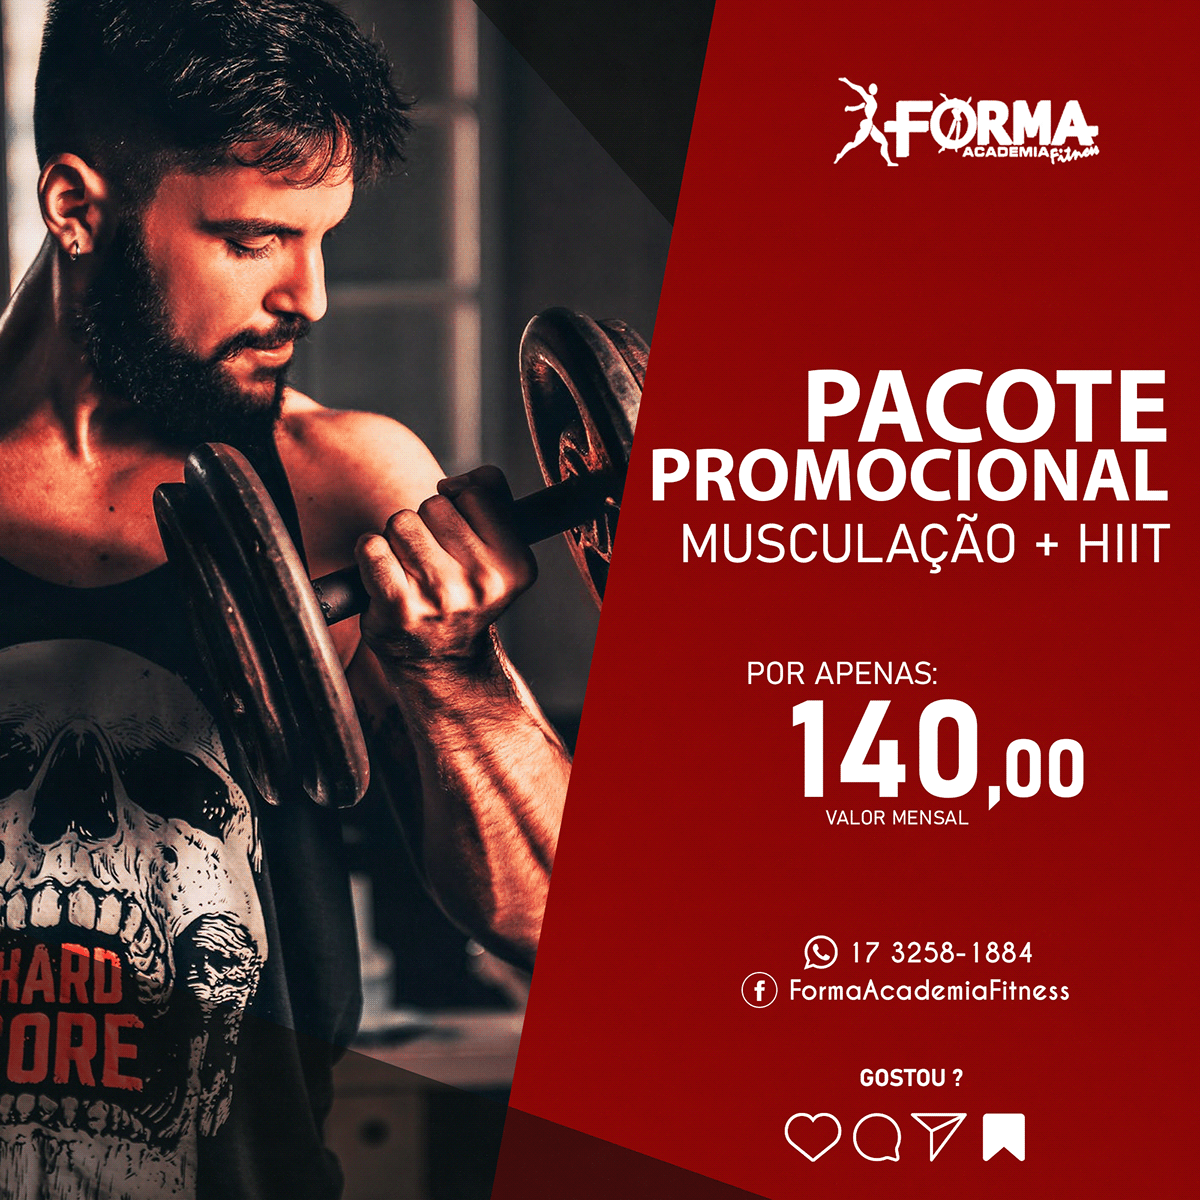 FORMA
ACADEMIA Fitness
PACOTE
PROMOCIONAL
MUSCULAÇÃO + HIIT
POR APENAS:
140,00
VALOR MENSAL
17 3258-1884
f FormaAcademiaFitness
GOSTOU ?
HARD
ORE